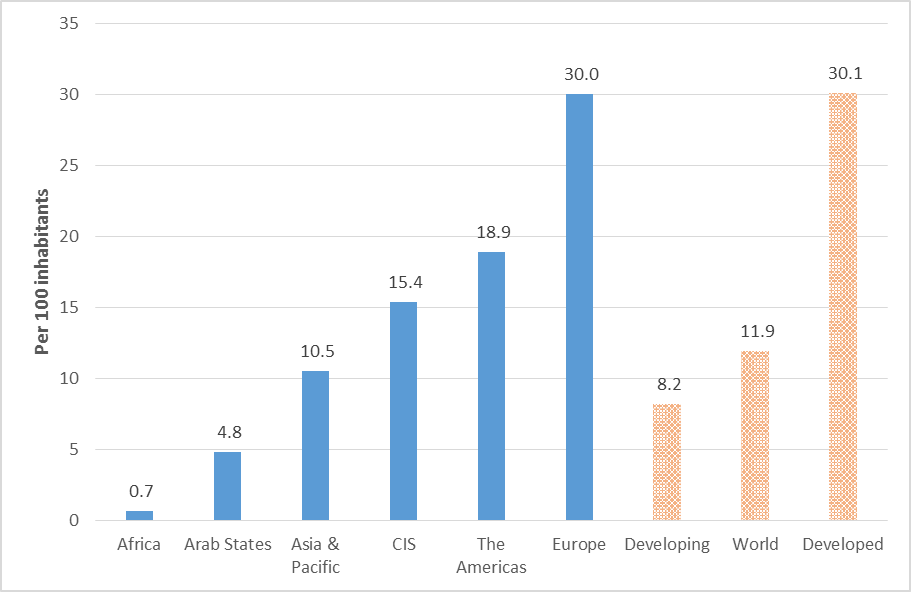 35
30
25
20
15
10
5
0
Per 100 inhabitants
0.7
4.8
10.5
15.4
18.9
30.0
8.2
11.9
30.1
Africa
Arab States
Asia &
Pacific
CIS
The
Americas
Europe
Developing
World
Developed